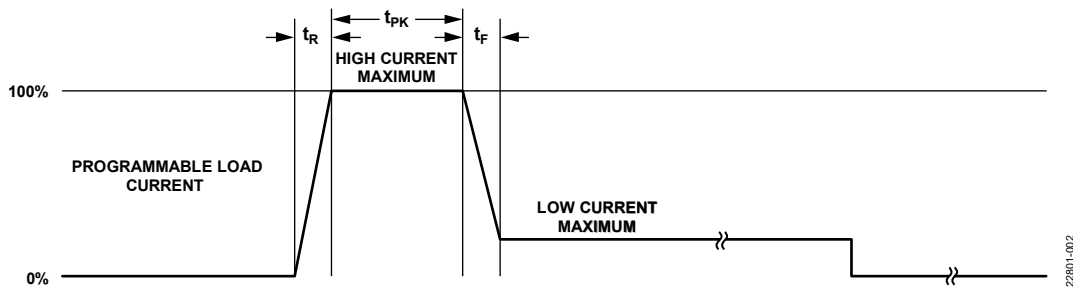 tPK
tR
tF
HIGH CURRENT
MAXIMUM
100%
PROGRAMMABLE LOAD
CURRENT
LOW CURRENT
MAXIMUM
0%
22801-002